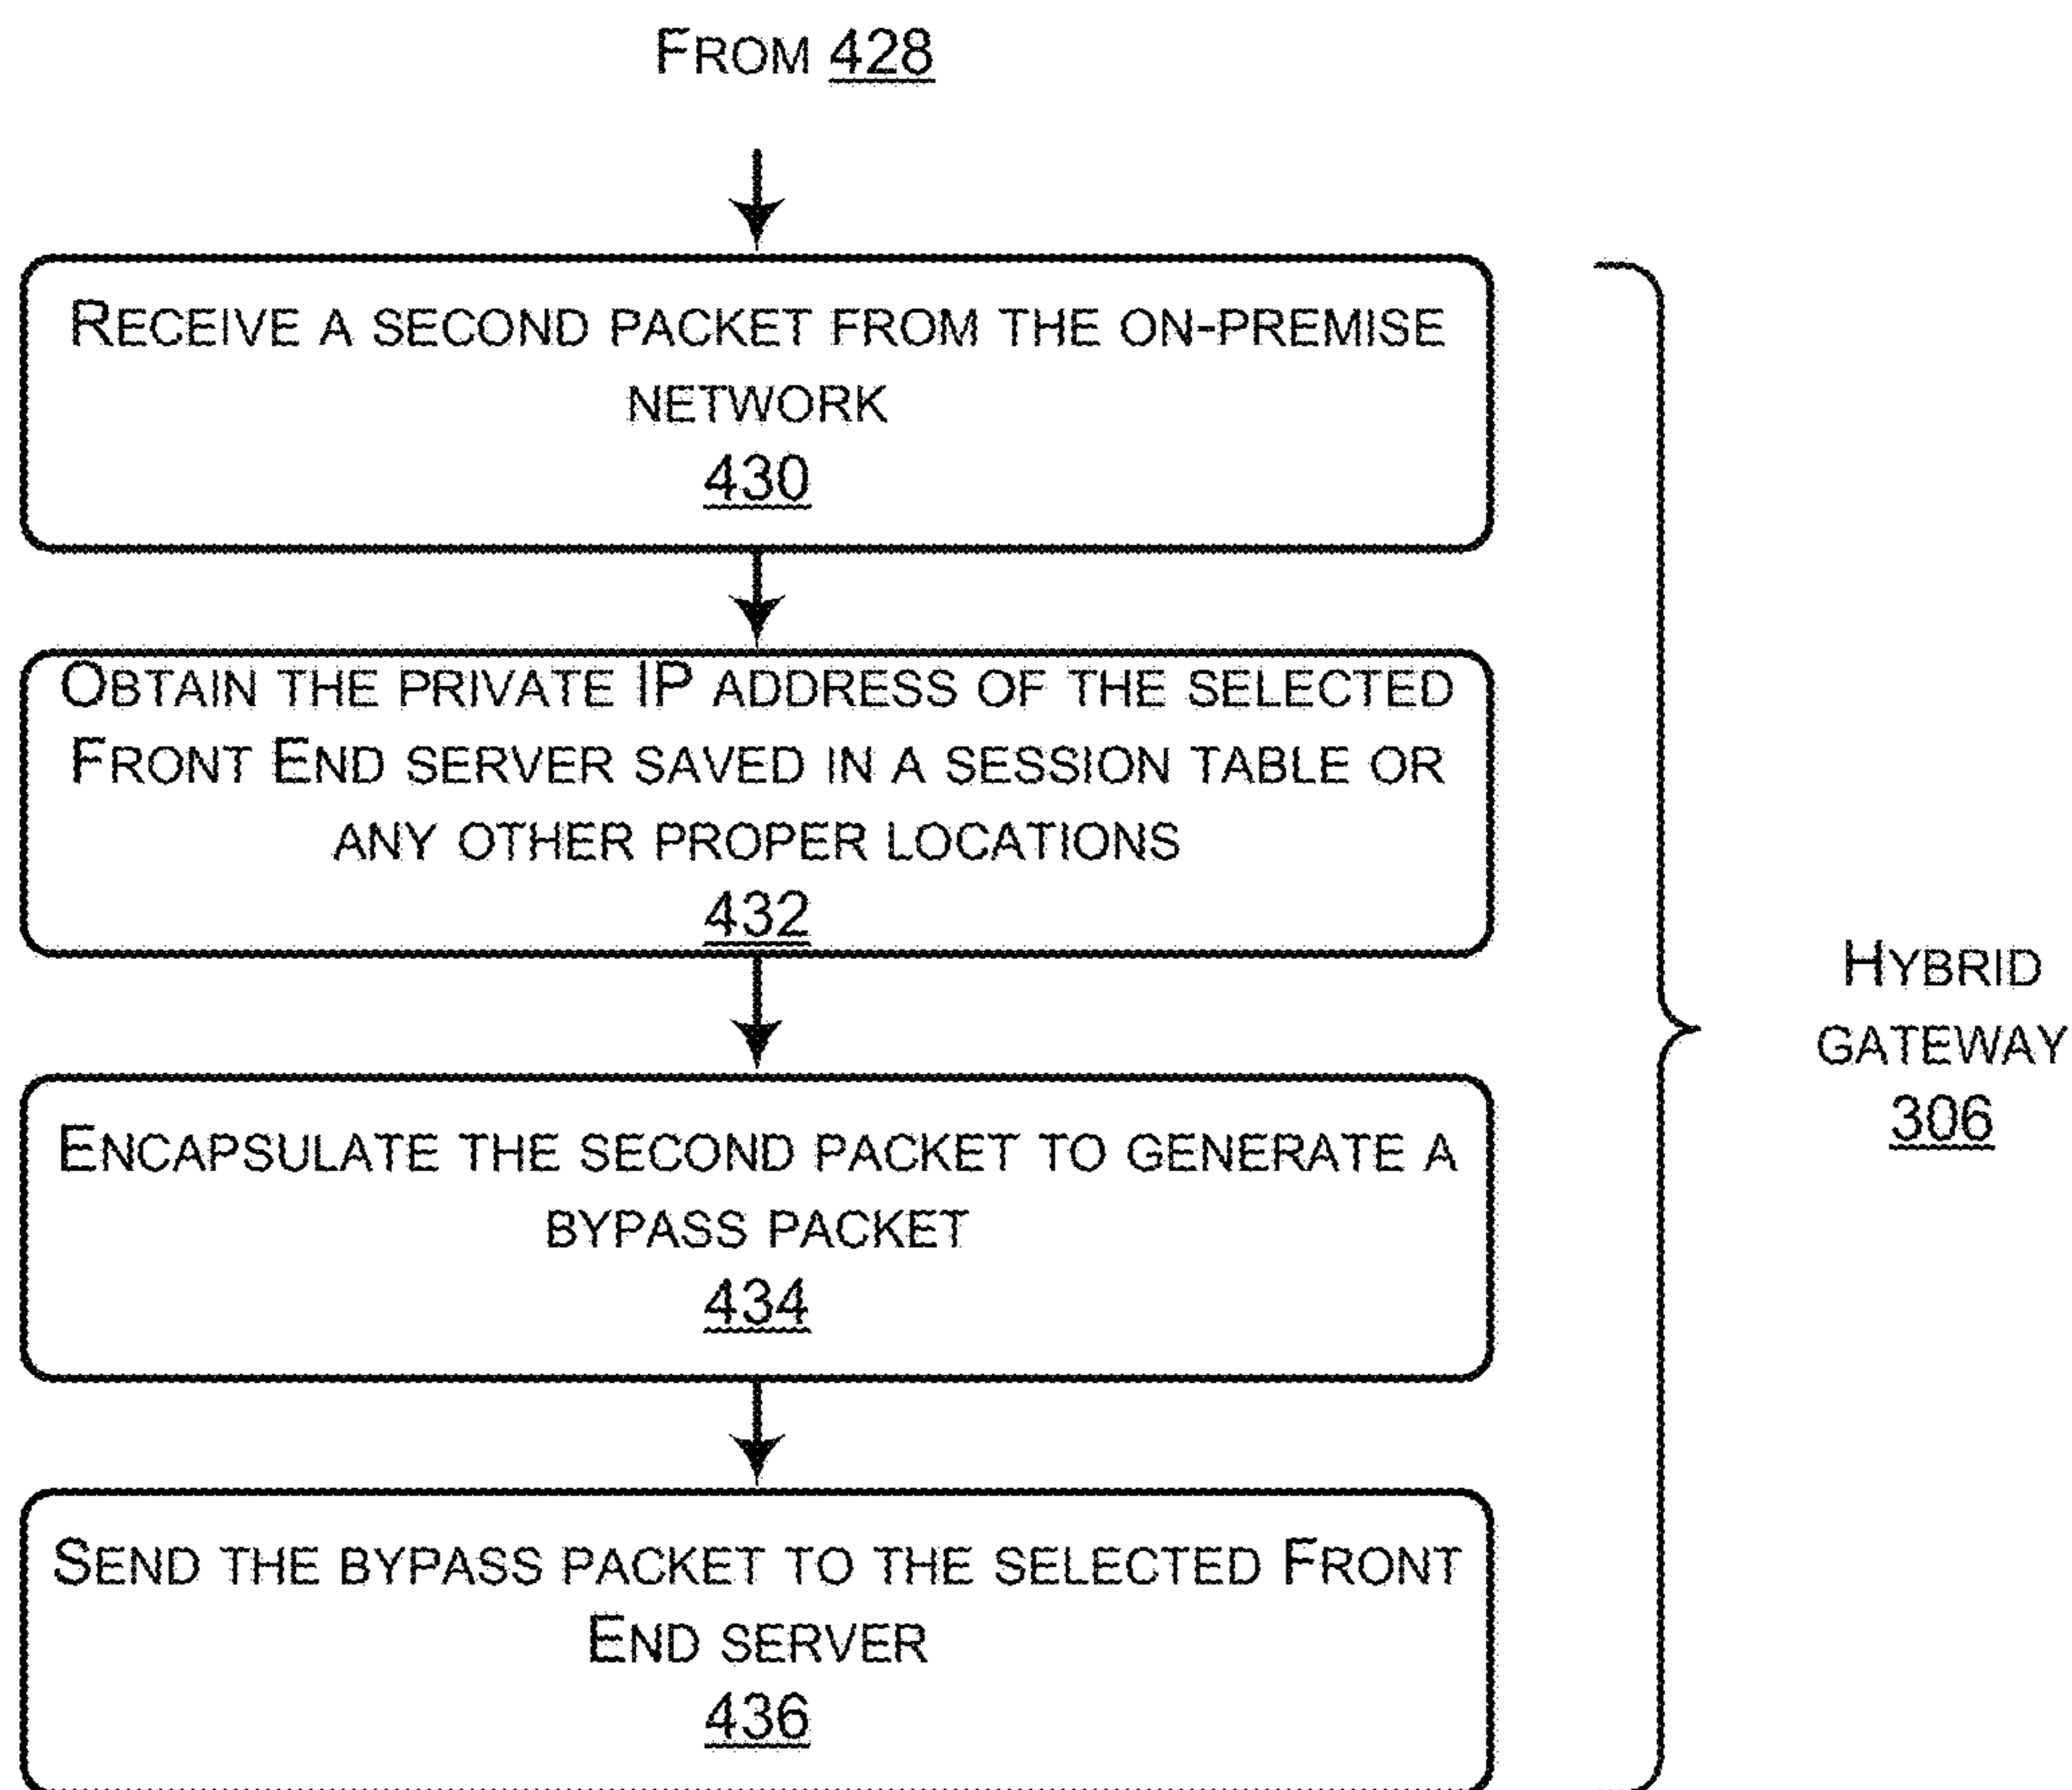 FROM 428
RECEIVE A SECOND PACKET FROM THE ON-PREMISE
NETWORK
430
OBTAIN THE PRIVATE IP ADDRESS OF THE SELECTED
FRONT END SERVER SAVED IN A SESSION TABLE OR
ANY OTHER PROPER LOCATIONS
432
ENCAPSULATE THE SECOND PACKET TO GENERATE A
BYPASS PACKET
434
SEND THE BYPASS PACKET TO THE SELECTED FRONT
END SERVER
436
HYBRID
GATEWAY
306